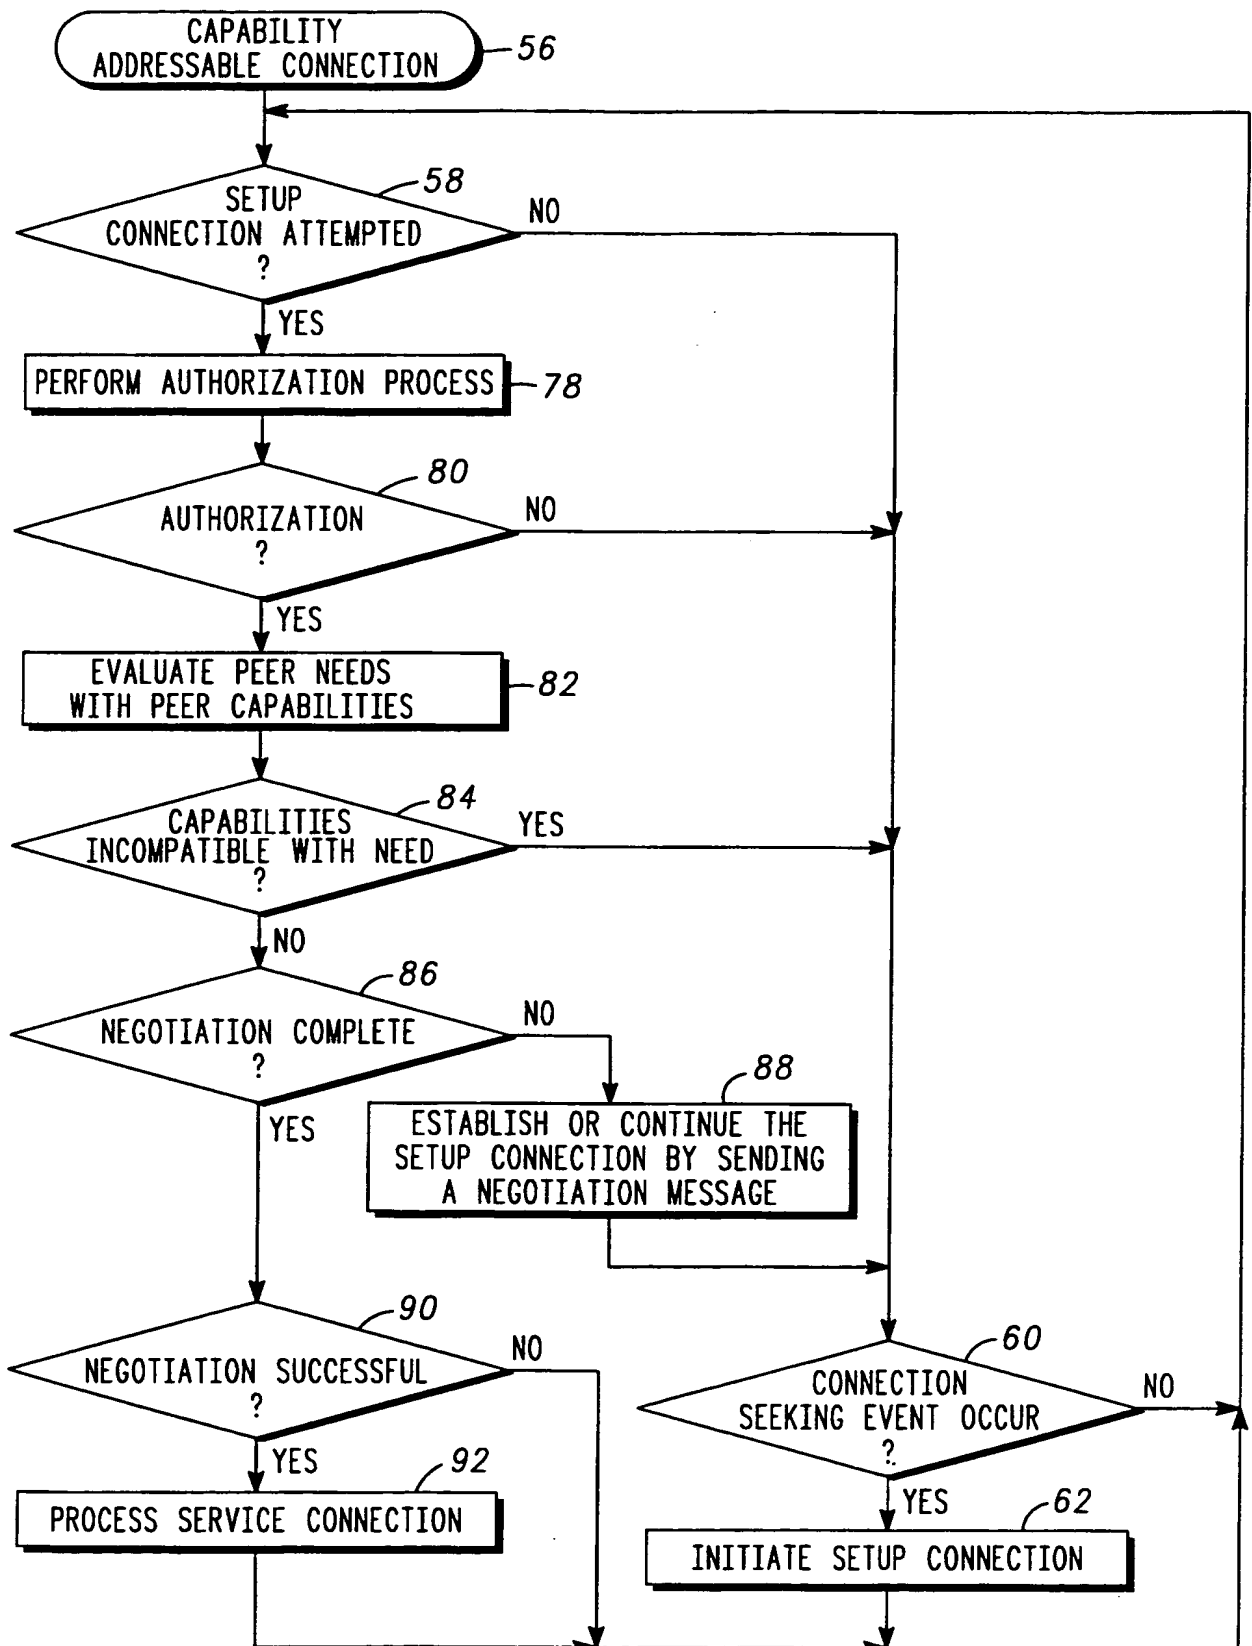 CAPABILITY
ADDRESSABLE CONNECTION
56
58
SETUP
CONNECTION ATTEMPTED
?
NO
YES
PERFORM AUTHORIZATION PROCESS
78
80
AUTHORIZATION
?
NO
YES
EVALUATE PEER NEEDS
WITH PEER CAPABILITIES
82
84
CAPABILITIES
INCOMPATIBLE WITH NEED
?
YES
NO
86
NEGOTIATION COMPLETE
?
NO
YES
88
ESTABLISH OR CONTINUE THE
SETUP CONNECTION BY SENDING
A NEGOTIATION MESSAGE
90
NEGOTIATION SUCCESSFUL
?
NO
YES
92
PROCESS SERVICE CONNECTION
60
CONNECTION
SEEKING EVENT OCCUR
?
NO
YES
62
INITIATE SETUP CONNECTION